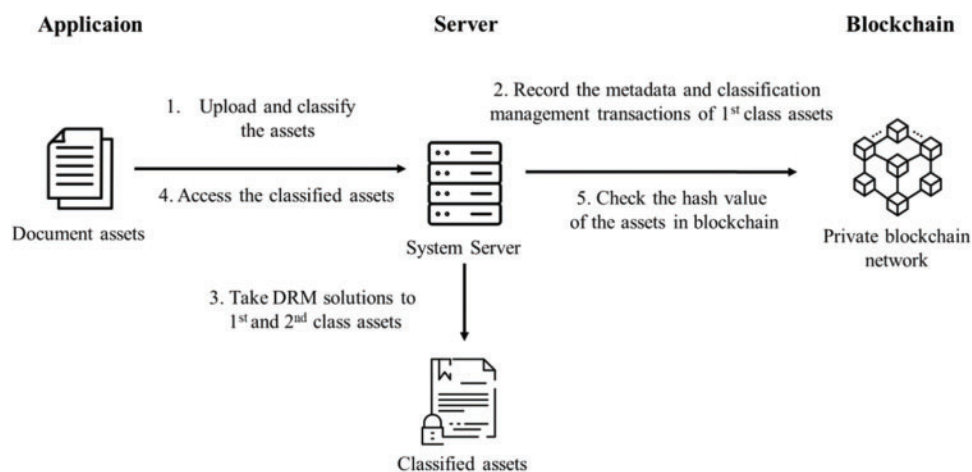 Applicaion
Server
Blockchain
1. Upload and classify
the assets
2. Record the metadata and classification
management transactions of 1st class assets
4. Access the classified assets
5. Check the hash value
of the assets in blockchain
Document assets
System Server
Private blockchain
network
3. Take DRM solutions to
1st and 2nd class assets
Classified assets